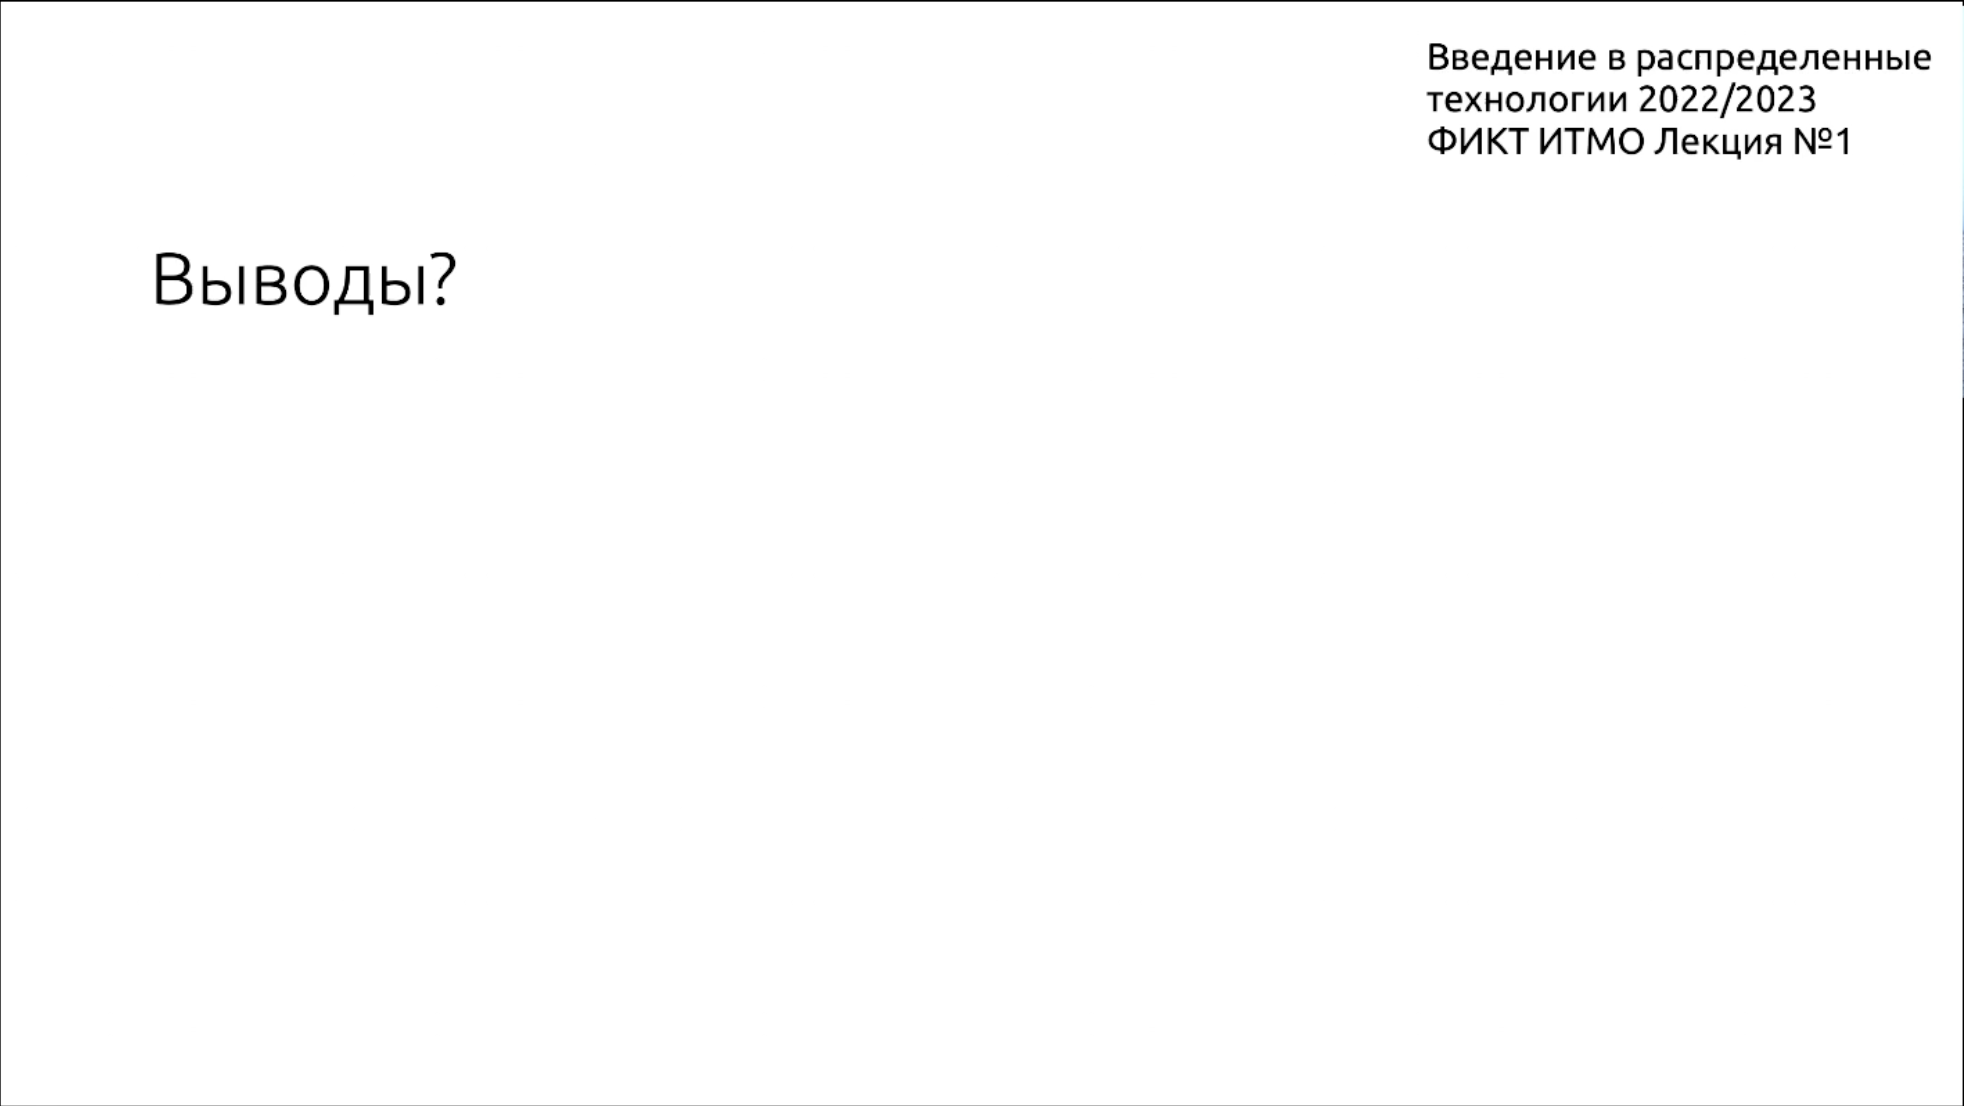 Введение в распределенные
технологии 2022/2023
ФИКТ ИТМО Лекция №1
Выводы?